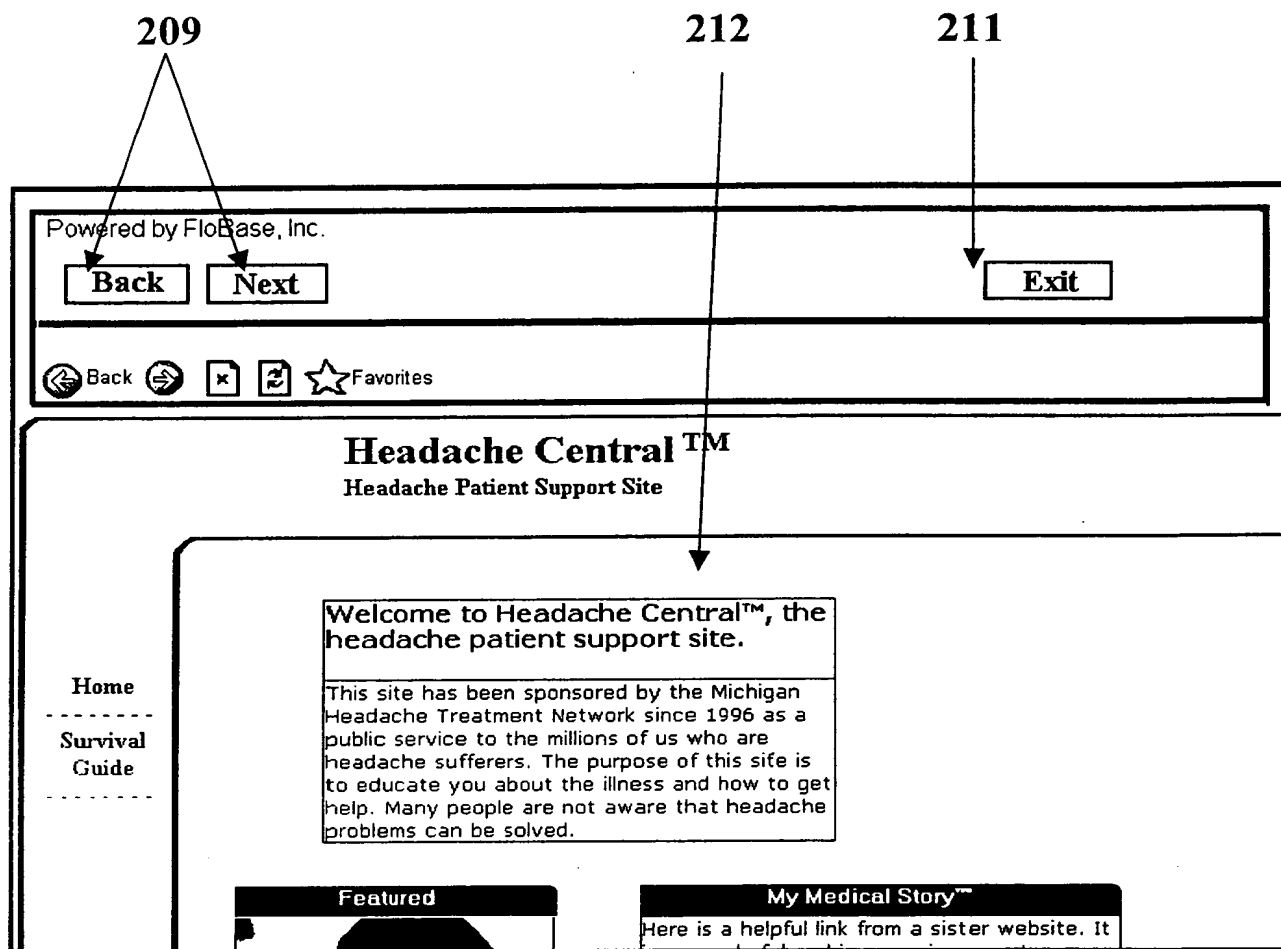 209 212 211
Powered by FloBase, Inc.
Back Next Exit
Back Favorites
Headache Central™
Headache Patient Support Site
Welcome to Headache Central™, the
headache patient support site.
Home
Survival
Guide
This site has been sponsored by the Michigan
Headache Treatment Network since 1996 as a
public service to the millions of us who are
headache sufferers. The purpose of this site is
to educate you about the illness and how to get
help. Many people are not aware that headache
problems can be solved.
Featured
My Medical Story™
Here is a helpful link from a sister website. It